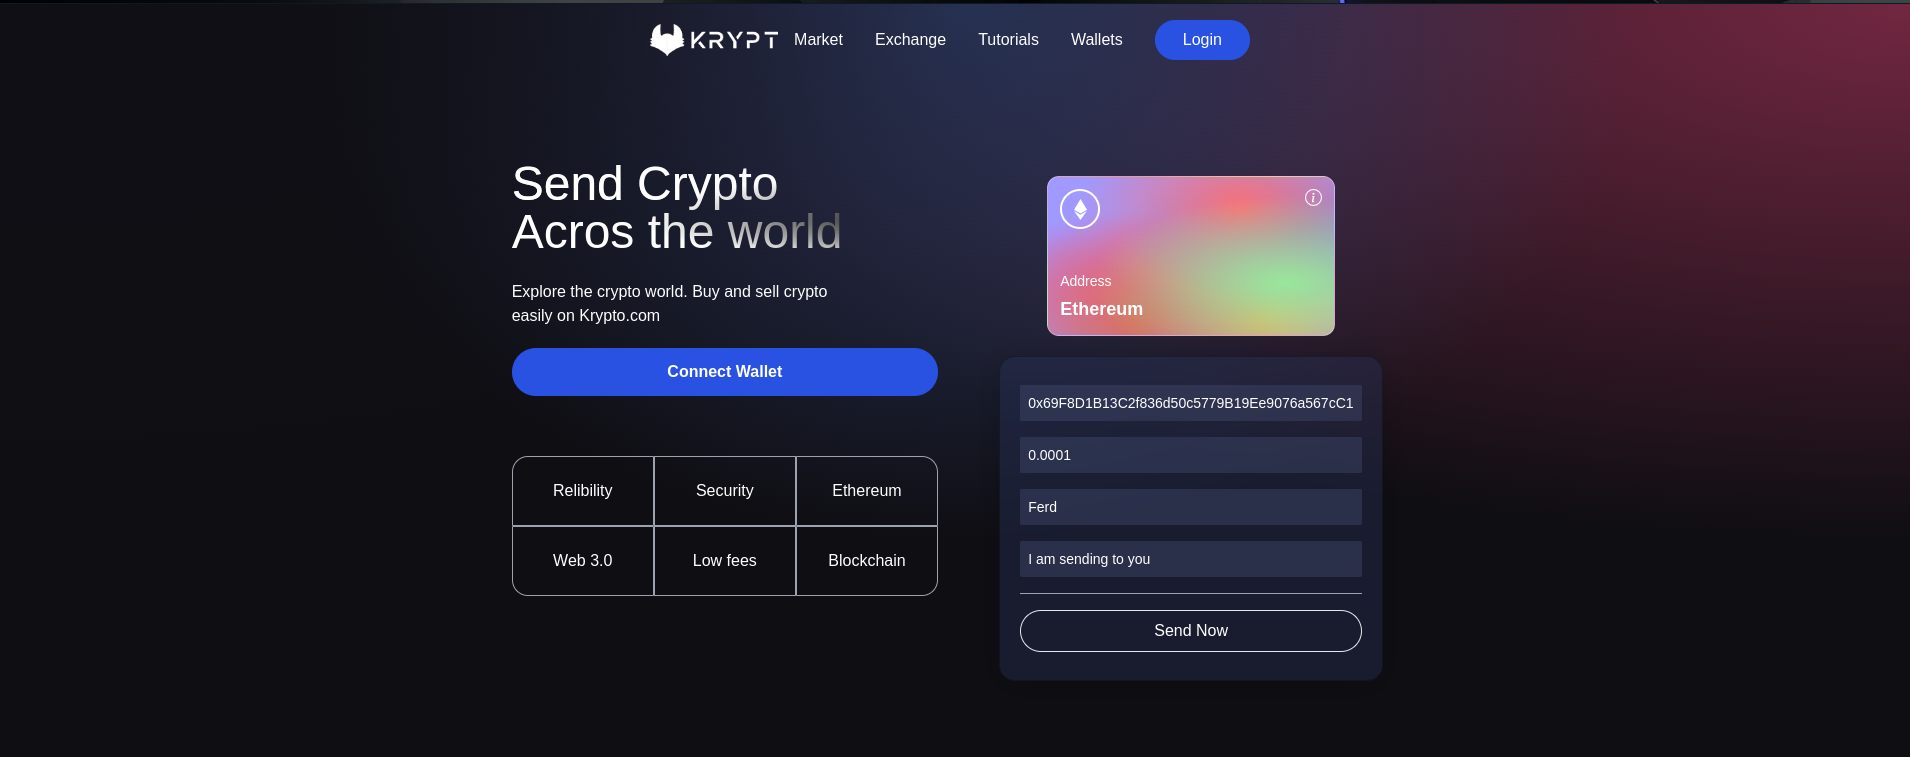 KRYPT Market Exchange Tutorials Wallets Login
Send Crypto
Acros the world
Explore the crypto world. Buy and sell crypto
easily on Krypto.com
Connect Wallet
Relibility Security Ethereum
Web 3.0 Low fees Blockchain
Address
Ethereum
0x69F8D1B13C2f836d50c5779B19Ee9076a567cC1
0.0001
Ferd
I am sending to you
Send Now